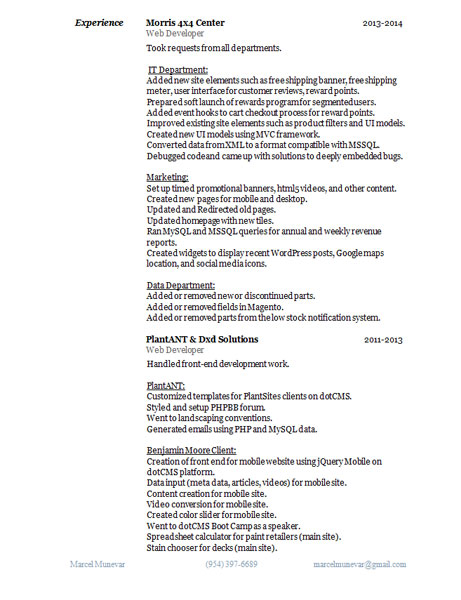 Experience Morris 4x4 Center 2013-2014
Web Developer
Took requests from all departments.
IT Department:
Added new site elements such as free shipping banner, free shipping
meter, user interface for customer reviews, reward points.
Prepared soft launch of rewards program for segmented users.
Added event hooks to cart checkout process for reward points.
Improved existing site elements such as product filters and UI models.
Created new UI models using MVC framework.
Converted data from XML to a format compatible with MSSQL.
Debugged code and came up with solutions to deeply embedded bugs.
Marketing:
Set up timed promotional banners, html5 videos, and other content.
Created new pages for mobile and desktop.
Updated and Redirected old pages.
Updated homepage with new tiles.
Ran MySQL and MSSQL queries for annual and weekly revenue
reports.
Created widgets to display recent WordPress posts, Google maps
location, and social media icons.
Data Department:
Added or removed new or discontinued parts.
Added or removed fields in Magento.
Added or removed parts from the low stock notification system.
PlantANT & Dxd Solutions 2011-2013
Web Developer
Handled front-end development work.
PlantANT:
Customized templates for PlantSites clients on dotCMS.
Styled and setup PHPBB forum.
Went to landscaping conventions.
Generated emails using PHP and MySQL data.
Benjamin Moore Client:
Creation of front end for mobile website using jQuery Mobile on
dotCMS platform.
Data input (meta data, articles, videos) for mobile site.
Content creation for mobile site.
Video conversion for mobile site.
Created color slider for mobile site.
Went to dotCMS Boot Camp as a speaker.
Spreadsheet calculator for paint retailers (main site).
Stain chooser for decks (main site).
Marcel Munevar (954) 397-6689 marcelmunevar@gmail.com